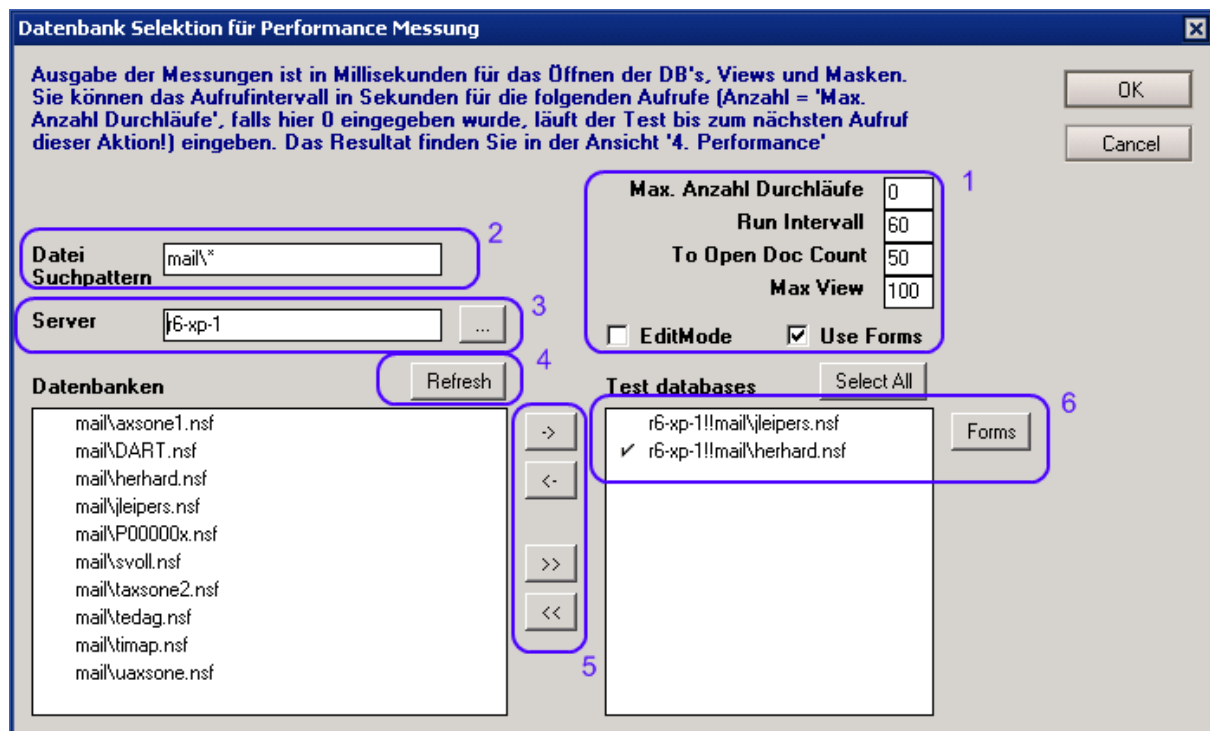 Datenbank Selektion für Performance Messung
Ausgabe der Messungen ist in Millisekunden für das Öffnen der DB's, Views und Masken.
Sie können das Aufrufintervall in Sekunden für die folgenden Aufrufe (Anzahl = 'Max.
Anzahl Durchläufe', falls hier 0 eingegeben wurde, läuft der Test bis zum nächsten Aufruf
dieser Aktion!) eingeben. Das Resultat finden Sie in der Ansicht '4. Performance'
OK
Cancel
Max. Anzahl Durchläufe 0
1
Run Intervall 60
To Open Doc Count 50
Max View 100
EditMode Use Forms
2
Datei
Suchpattern
mail\*
3
Server r6-xp-1 ...
4
Datenbanken Refresh
Test databases Select All
mail\axsone1.nsf
mail\DART.nsf
mail\herhard.nsf
mail\jleipers.nsf
mail\P00000x.nsf
mail\svoll.nsf
mail\taxsone2.nsf
mail\tedag.nsf
mail\timap.nsf
mail\uaxsone.nsf
->
<-
>>
<<
5
6
r6-xp-1!!mail\jleipers.nsf
r6-xp-1!!mail\herhard.nsf
Forms